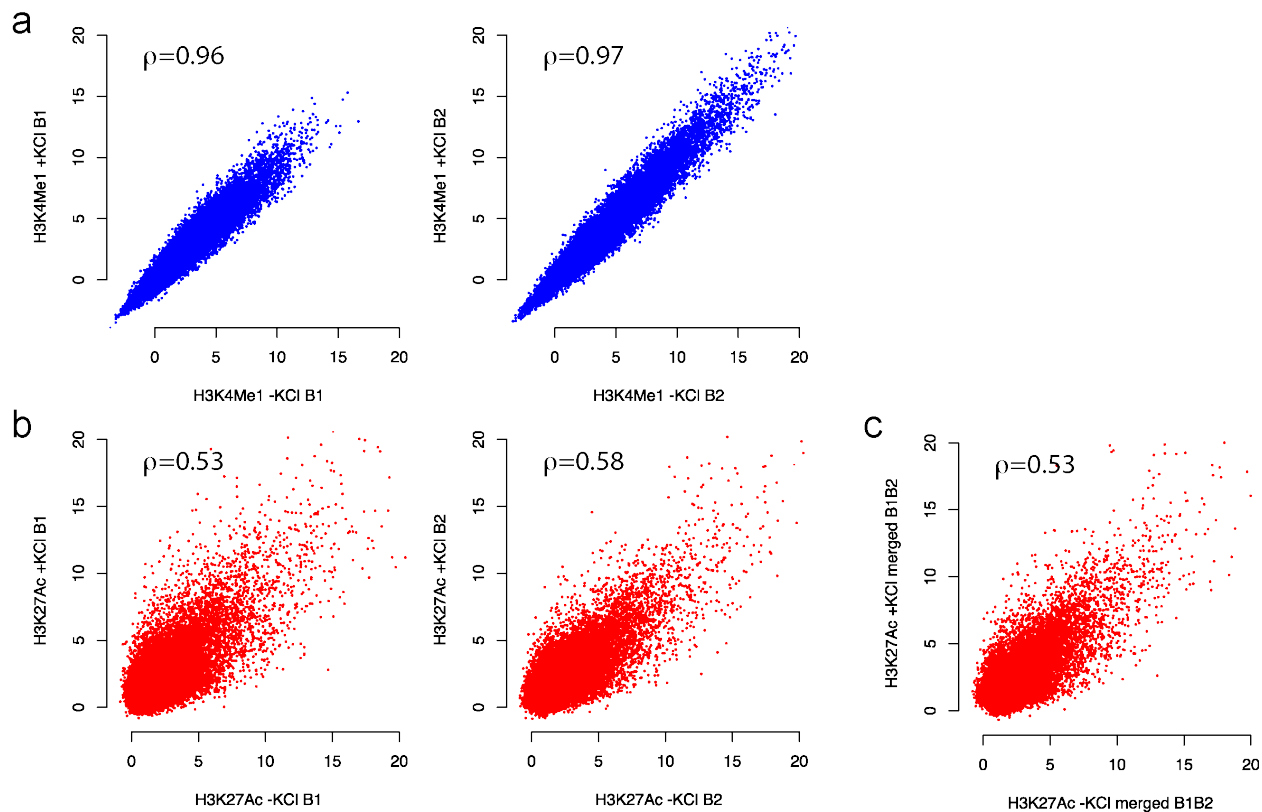 a
ρ=0.96
20
15
10
5
0
H3K4Me1 +KCl B1
0 5 10 15 20
H3K4Me1 -KCl B1
ρ=0.97
20
15
10
5
0
H3K4Me1 +KCl B2
0 5 10 15 20
H3K4Me1 -KCl B2
b
ρ=0.53
20
15
10
5
0
H3K27Ac +KCl B1
0 5 10 15 20
H3K27Ac -KCl B1
ρ=0.58
20
15
10
5
0
H3K27Ac +KCl B2
0 5 10 15 20
H3K27Ac -KCl B2
c
ρ=0.53
20
15
10
5
0
H3K27Ac +KCl merged B1B2
0 5 10 15 20
H3K27Ac -KCl merged B1B2